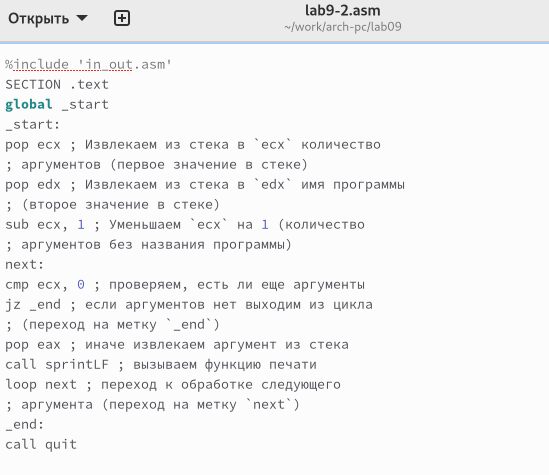 Открыть
lab9-2.asm
~/work/arch-pc/lab09
%include 'in_out.asm'
SECTION .text
global _start
_start:
pop ecx ; Извлекаем из стека в `ecx` количество
; аргументов (первое значение в стеке)
pop edx ; Извлекаем из стека в `edx` имя программы
; (второе значение в стеке)
sub ecx, 1 ; Уменьшаем `ecx` на 1 (количество
; аргументов без названия программы)
next:
cmp ecx, 0 ; проверяем, есть ли еще аргументы
jz _end ; если аргументов нет выходим из цикла
; (переход на метку `_end`)
pop eax ; иначе извлекаем аргумент из стека
call sprintLF ; вызываем функцию печати
loop next ; переход к обработке следующего
; аргумента (переход на метку `next`)
_end:
call quit